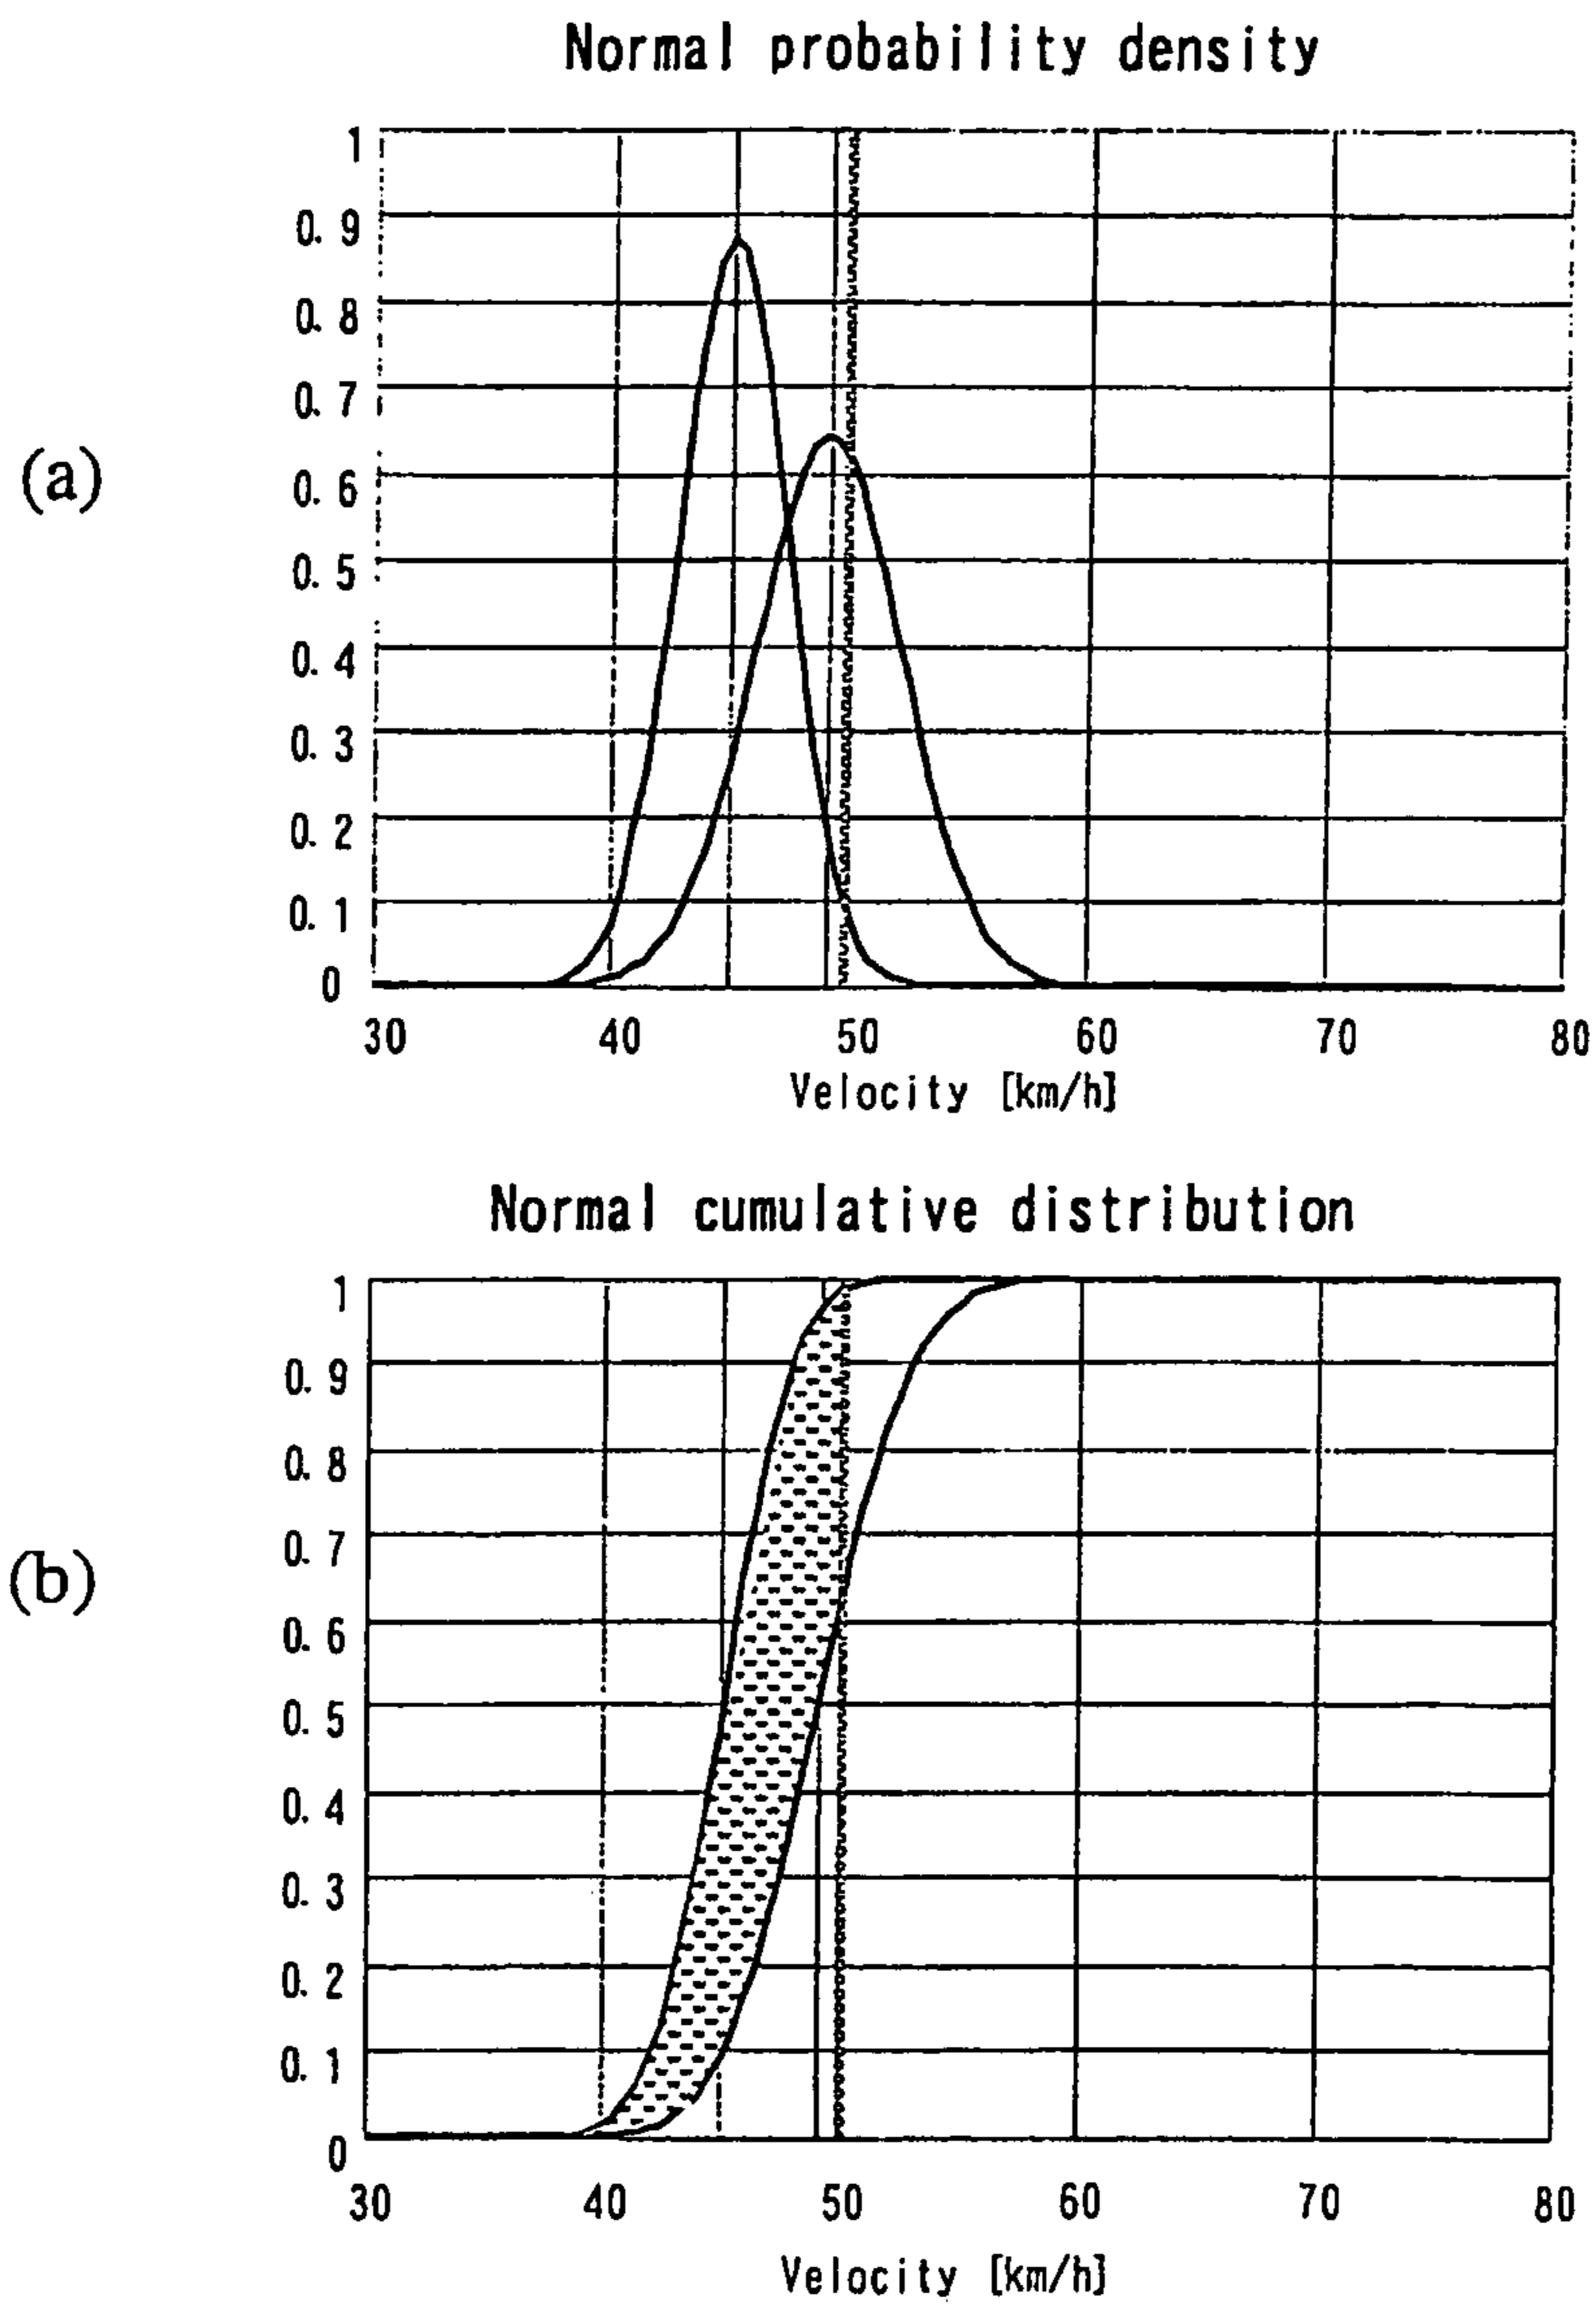 Normal probability density
1
0.9
0.8
0.7
(a)
0.6
0.5
0.4
0.3
0.2
0.1
0
30 40 50 60 70 80
Velocity [km/h]
Normal cumulative distribution
1
0.9
0.8
0.7
(b)
0.6
0.5
0.4
0.3
0.2
0.1
0
30 40 50 60 70 80
Velocity [km/h]